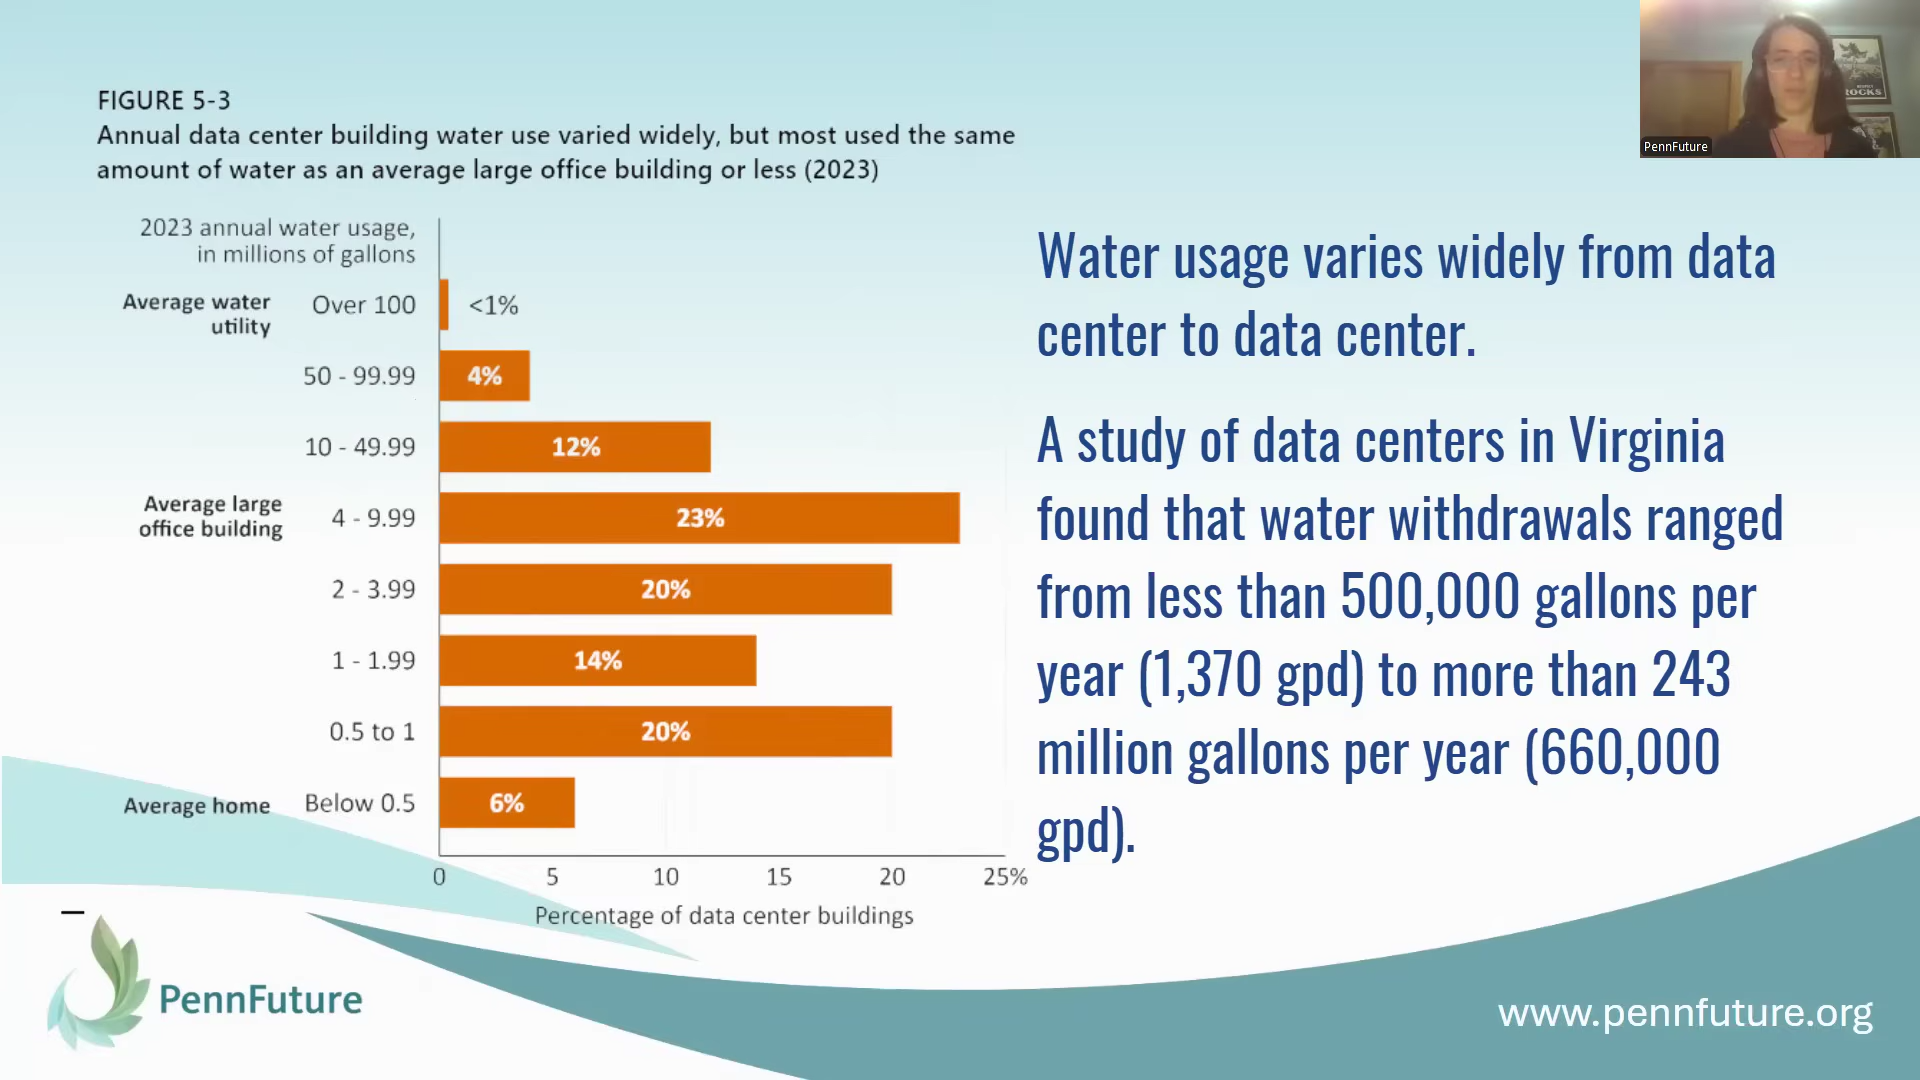 FIGURE 5-3
Annual data center building water use varied widely, but most used the same
amount of water as an average large office building or less (2023)
2023 annual water usage,
in millions of gallons
Average water
utility
Over 100
<1%
50 - 99.99
4%
10 - 49.99
12%
Average large
office building
4 - 9.99
23%
2 - 3.99
20%
1 - 1.99
14%
0.5 to 1
20%
Average home
Below 0.5
6%
0 5 10 15 20 25%
Percentage of data center buildings
Water usage varies widely from data
center to data center.
A study of data centers in Virginia
found that water withdrawals ranged
from less than 500,000 gallons per
year (1,370 gpd) to more than 243
million gallons per year (660,000
gpd).
PennFuture
www.pennfuture.org
PennFuture
ROCKS